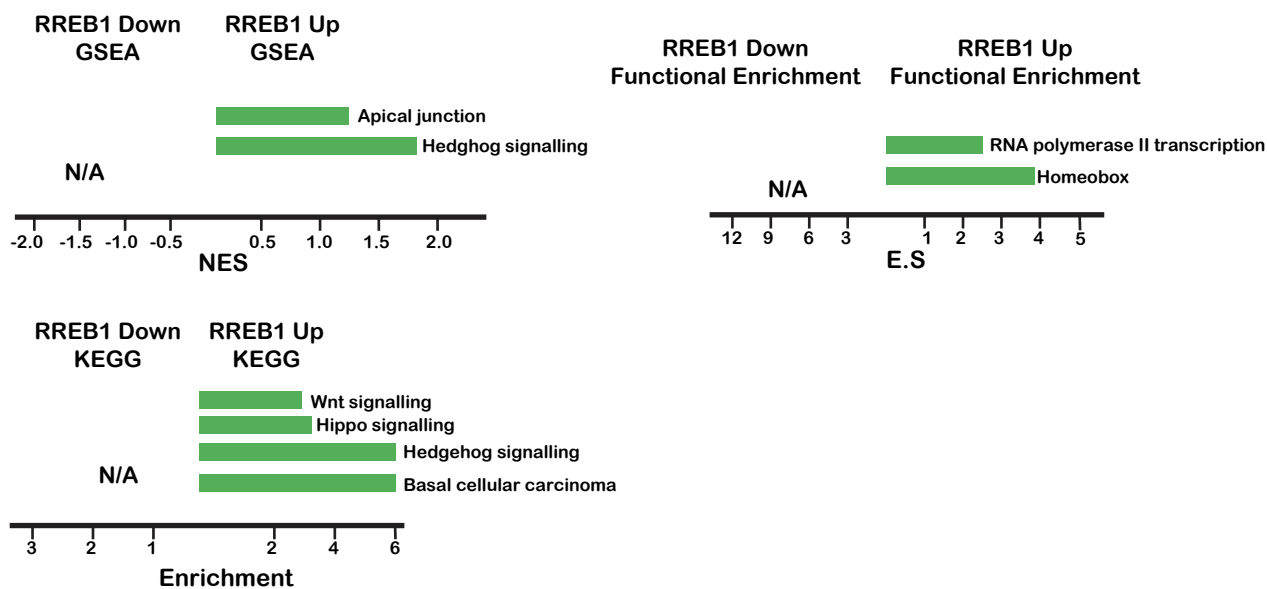 RREB1 Down
GSEA
RREB1 Up
GSEA
Apical junction
Hedghog signalling
N/A
-2.0 -1.5 -1.0 -0.5 0.5 1.0 1.5 2.0
NES
RREB1 Down
Functional Enrichment
RREB1 Up
Functional Enrichment
RNA polymerase II transcription
Homeobox
N/A
12 9 6 3 1 2 3 4 5
E.S
RREB1 Down
KEGG
RREB1 Up
KEGG
Wnt signalling
Hippo signalling
Hedgehog signalling
N/A
Basal cellular carcinoma
3 2 1 2 4 6
Enrichment